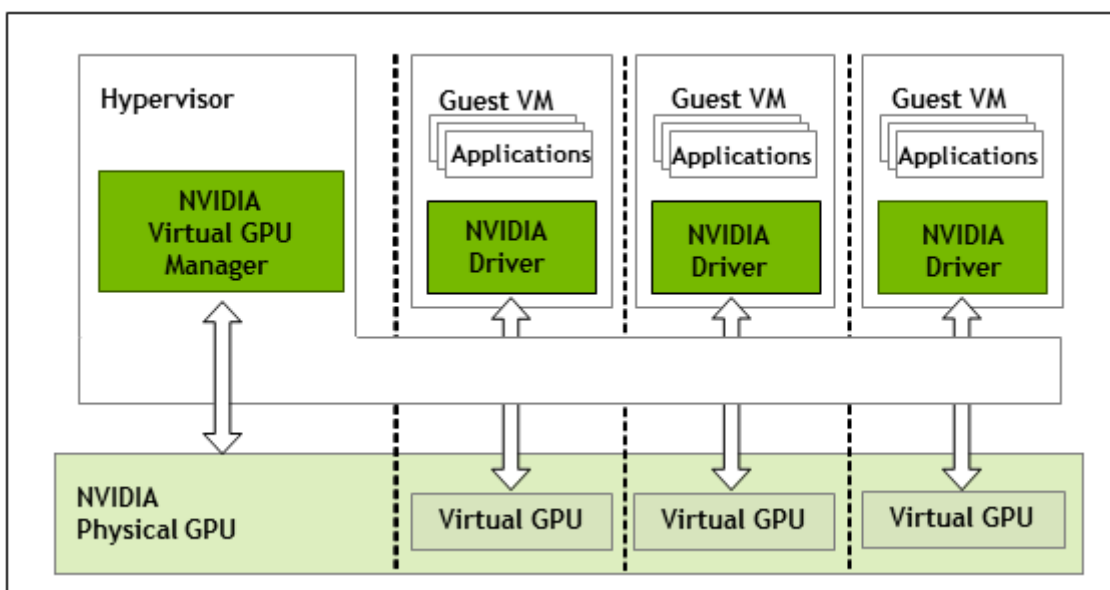 Hypervisor
NVIDIA
Virtual GPU
Manager
Guest VM
Applications
NVIDIA
Driver
Guest VM
Applications
NVIDIA
Driver
Guest VM
Applications
NVIDIA
Driver
NVIDIA
Physical GPU
Virtual GPU
Virtual GPU
Virtual GPU